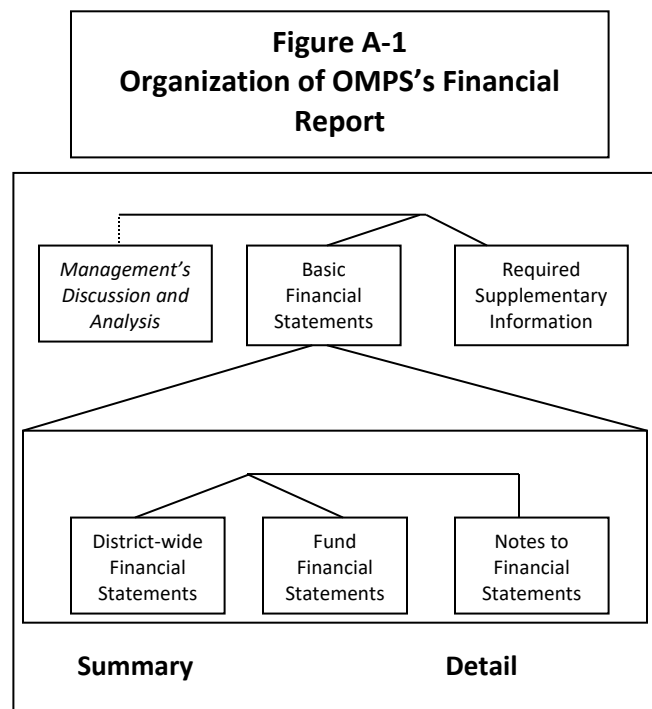 Figure A-1
Organization of OMPS's Financial
Report
Management's
Discussion and
Analysis
Basic
Financial
Statements
Required
Supplementary
Information
District-wide
Financial
Statements
Fund
Financial
Statements
Notes to
Financial
Statements
Summary
Detail